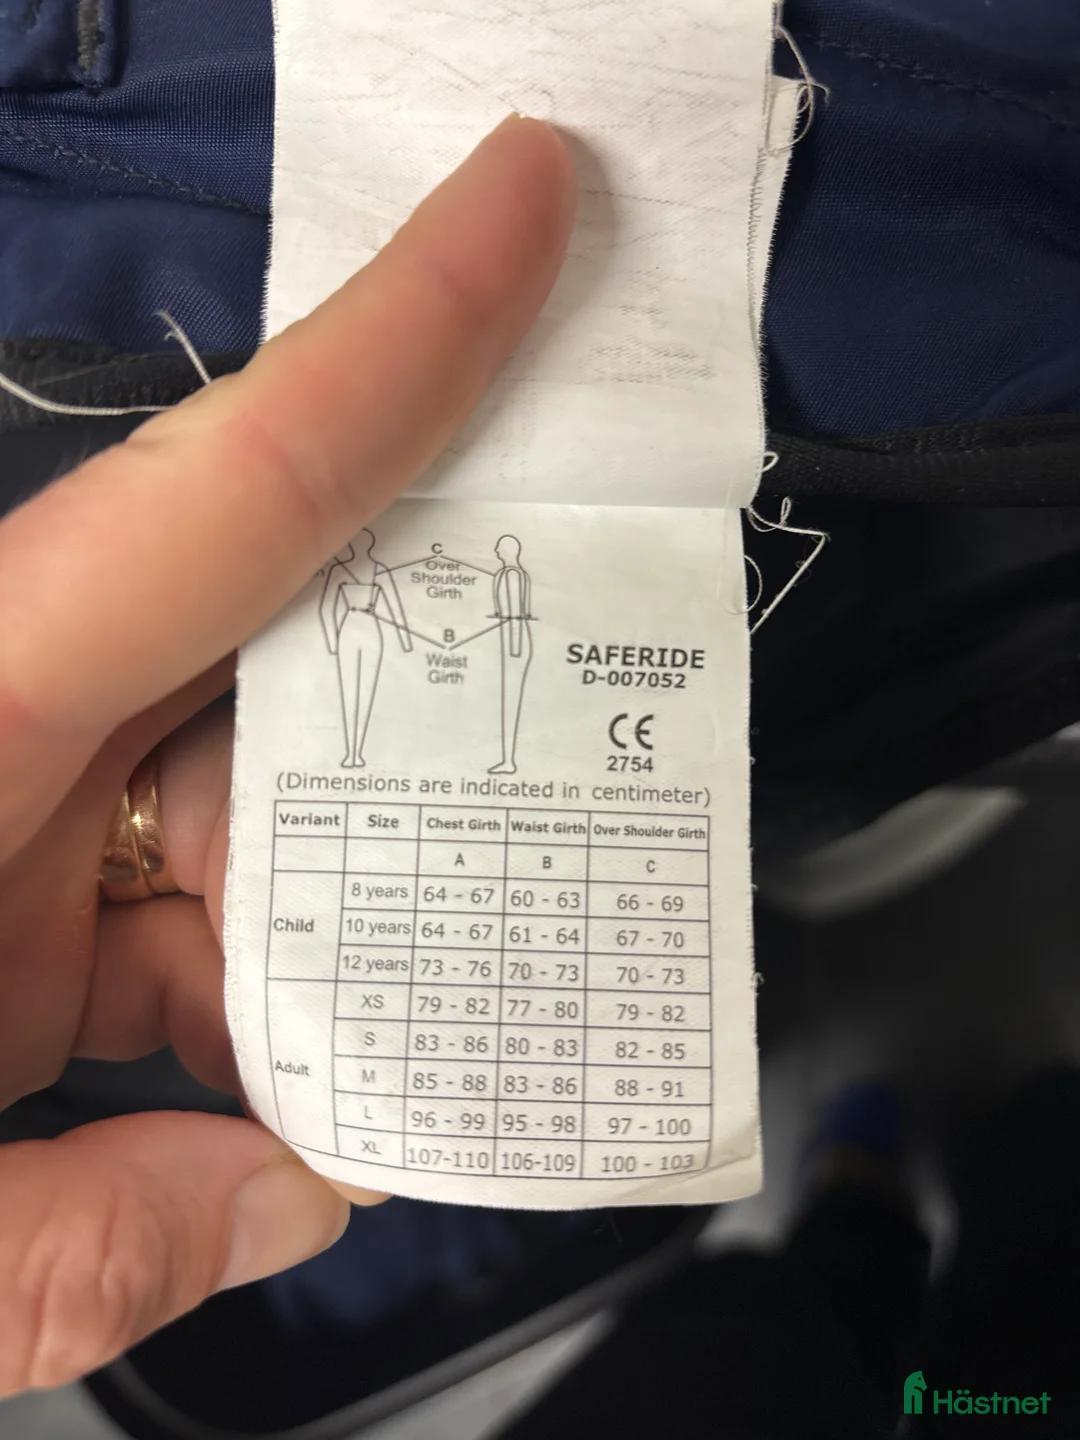 C
Over
Shoulder
Girth
B
Waist
Girth
SAFERIDE
D-007052
CE
2754
(Dimensions are indicated in centimeter)
Variant Size Chest Girth Waist Girth Over Shoulder Girth
A B C
Child
8 years 64 - 67 60 - 63 66 - 69
10 years 64 - 67 61 - 64 67 - 70
12 years 73 - 76 70 - 73 70 - 73
Adult
XS 79 - 82 77 - 80 79 - 82
S 83 - 86 80 - 83 82 - 85
M 85 - 88 83 - 86 88 - 91
L 96 - 99 95 - 98 97 - 100
XL 107-110 106-109 100 - 103
Hästnet